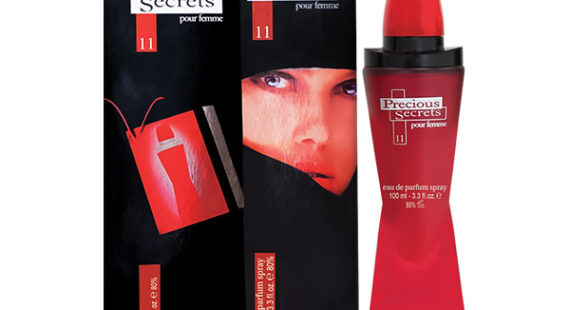 Secrets
pour femme
11
pour femme
11
parfum spray
3.3 fl.oz. e 80%
fl.oz. e 80%
Precious
Secrets
pour femme
11
eau de parfum spray
100 ml - 3.3 fl. oz. e
80%